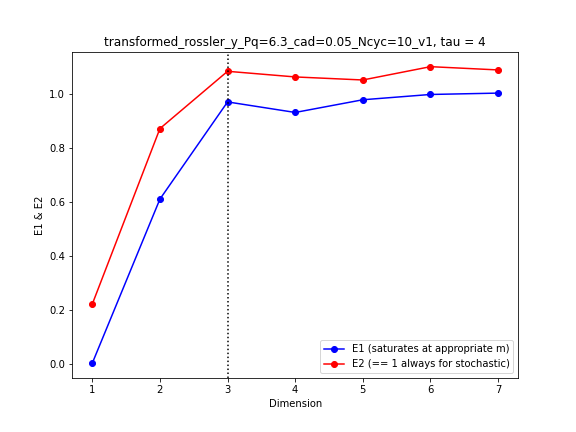 transformed_rossler_y_Pq=6.3_cad=0.05_Ncyc=10_v1, tau = 4
E1 & E2
1.0
0.8
0.6
0.4
0.2
0.0
E1 (saturates at appropriate m)
E2 (== 1 always for stochastic)
1 2 3 4 5 6 7
Dimension